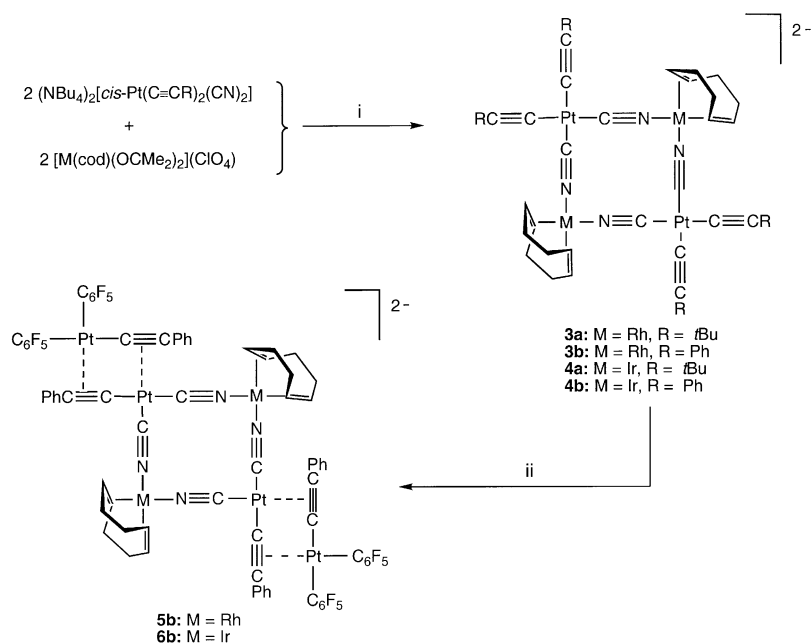 2 (NBu4)2[cis-Pt(C≡CR)2(CN)2]
+
2 [M(cod)(OCMe2)2](ClO4)
i
R
C
C
RC≡C
Pt
C≡N
M
2-
C
N
N
C
M
N≡C
Pt
C≡CR
C
C
R
3a: M = Rh, R = tBu
3b: M = Rh, R = Ph
4a: M = Ir, R = tBu
4b: M = Ir, R = Ph
ii
C6F5
C6F5
Pt
C≡CPh
2-
PhC≡C
Pt
C≡N
M
C
N
N
C
M
N≡C
Pt
Ph
C
C
C
C
Ph
Pt
C6F5
C6F5
5b: M = Rh
6b: M = Ir